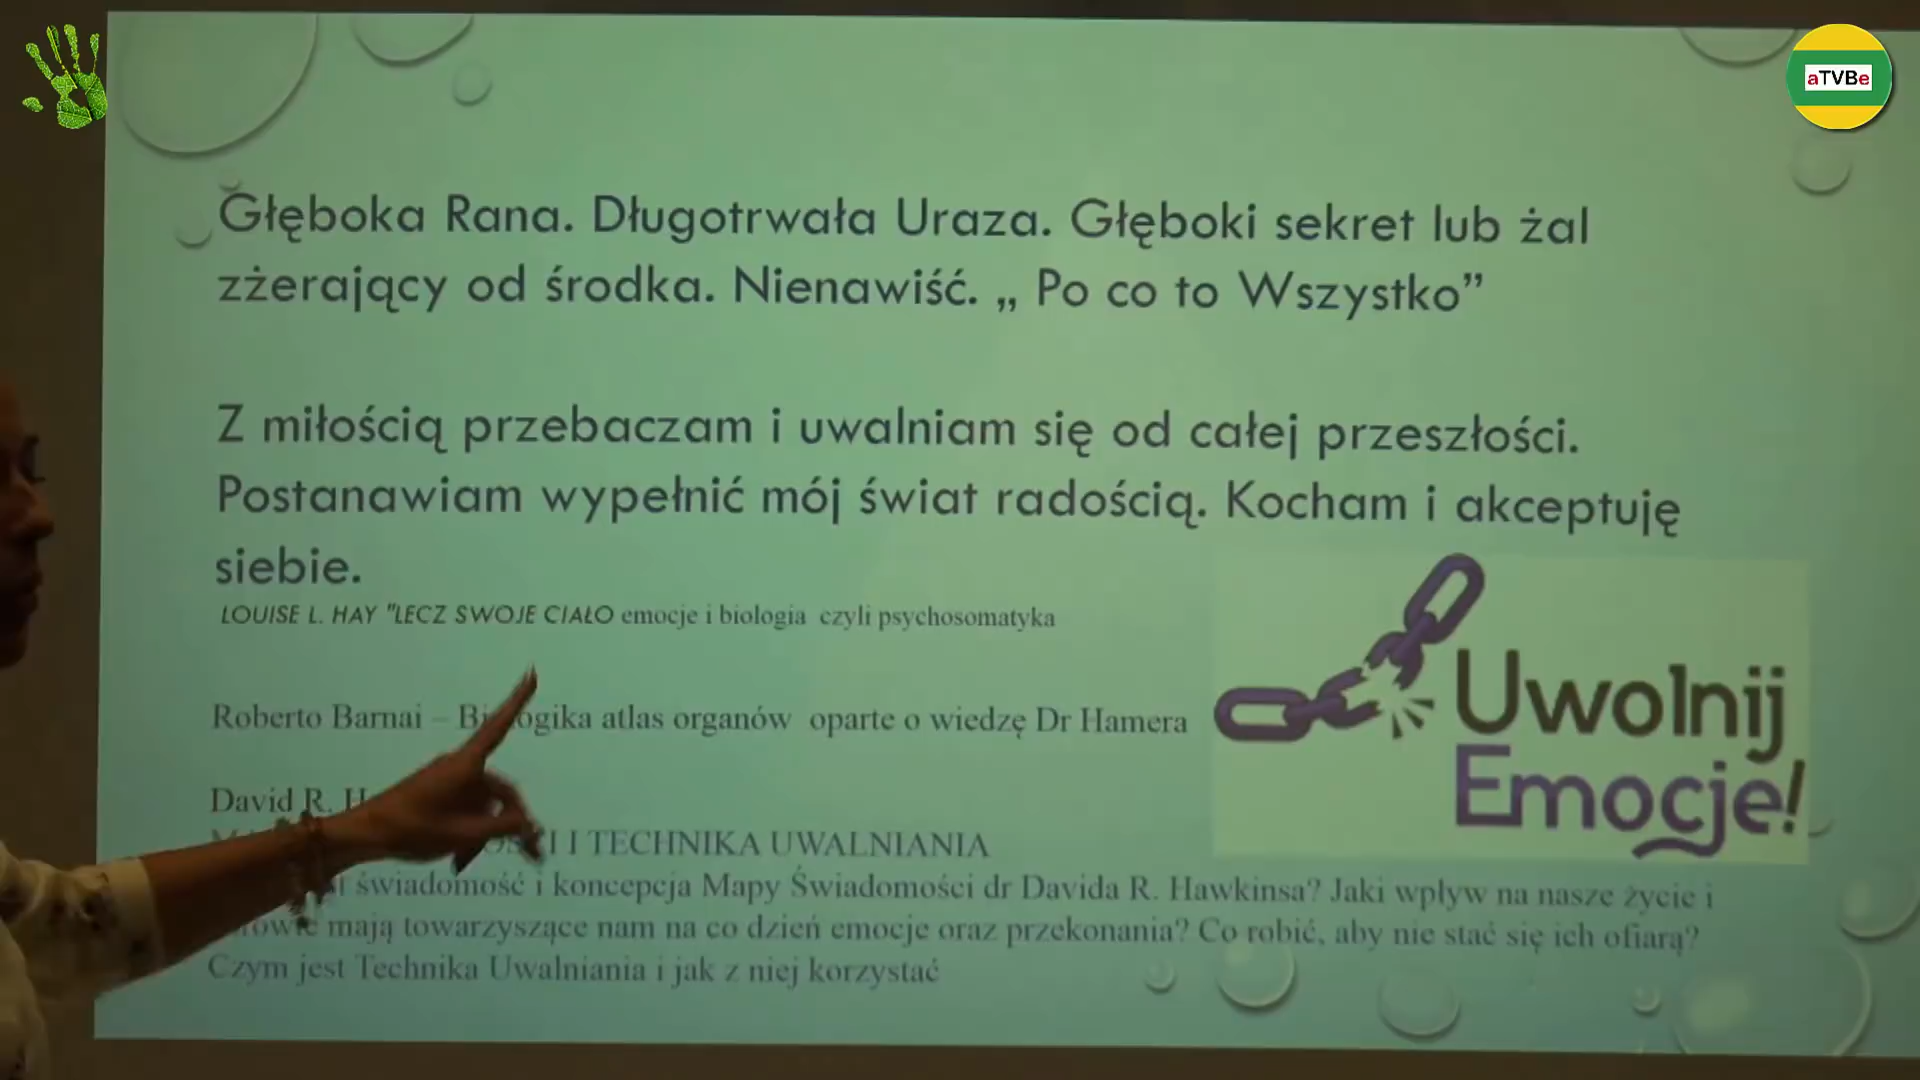 aTVBe
Głęboka Rana. Długotrwała Uraza. Głęboki sekret lub żal
zżerający od środka. Nienawiść. „ Po co to Wszystko”
Z miłością przebaczam i uwalniam się od całej przeszłości.
Postanawiam wypełnić mój świat radością. Kocham i akceptuję
siebie.
LOUISE L. HAY "LECZ SWOJE CIAŁO emocje i biologia czyli psychosomatyka
Roberto Barnai – atlas organów oparte o wiedzę Dr Hamera
David R.
I TECHNIKA UWALNIANIA
świadomość i koncepcja Mapy Świadomości dr Davida R. Hawkinsa? Jaki wpływ na nasze życie i
mają towarzyszące nam na co dzień emocje oraz przekonania? Co robić, aby nie stać się ich ofiarą?
Czym jest Technika Uwalniania i jak z niej korzystać
Uwolnij
Emocje!